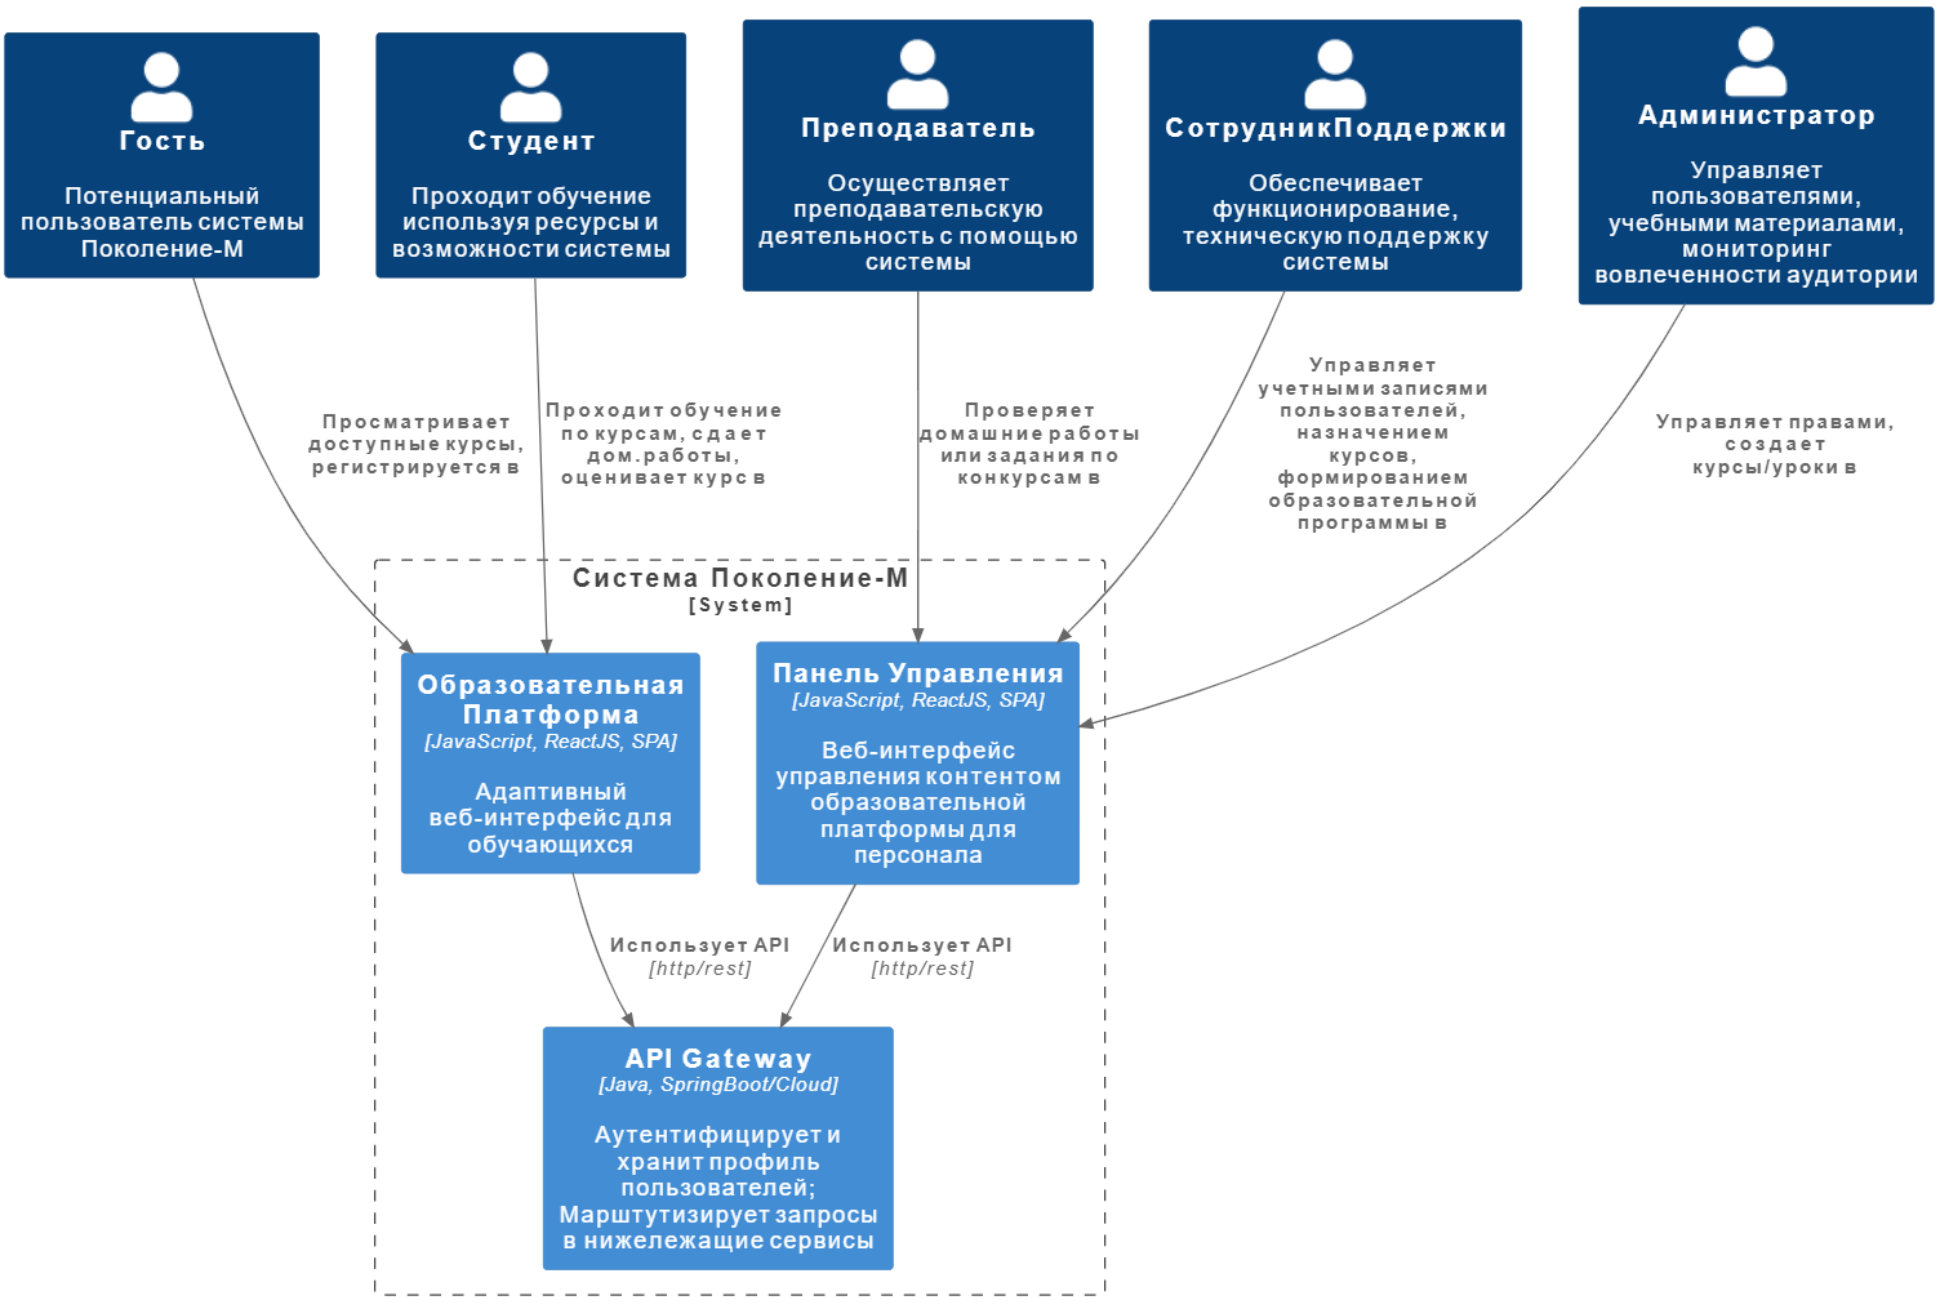 Гость
Потенциальный
пользователь системы
Поколение-М
Студент
Проходит обучение
используя ресурсы и
возможности системы
Преподаватель
Осуществляет
преподавательскую
деятельность с помощью
системы
СотрудникПоддержки
Обеспечивает
функционирование,
техническую поддержку
системы
Администратор
Управляет
пользователями,
учебными материалами,
мониторинг
вовлеченности аудитории
Просматривает
доступные курсы,
регистрируется в
Проходит обучение
по курсам, сдает
дом.работы,
оценивает курс в
Проверяет
домашние работы
или задания по
конкурсам в
Управляет
учетными записями
пользователей,
назначением
курсов,
формированием
образовательной
программы в
Управляет правами,
создает
курсы/уроки в
Система Поколение-М
[System]
Образовательная
Платформа
[JavaScript, ReactJS, SPA]
Адаптивный
веб-интерфейс для
обучающихся
Панель Управления
[JavaScript, ReactJS, SPA]
Веб-интерфейс
управления контентом
образовательной
платформы для
персонала
Использует API
[http/rest]
Использует API
[http/rest]
API Gateway
[Java, SpringBoot/Cloud]
Аутентифицирует и
хранит профиль
пользователей;
Марштутизирует запросы
в нижележащие сервисы